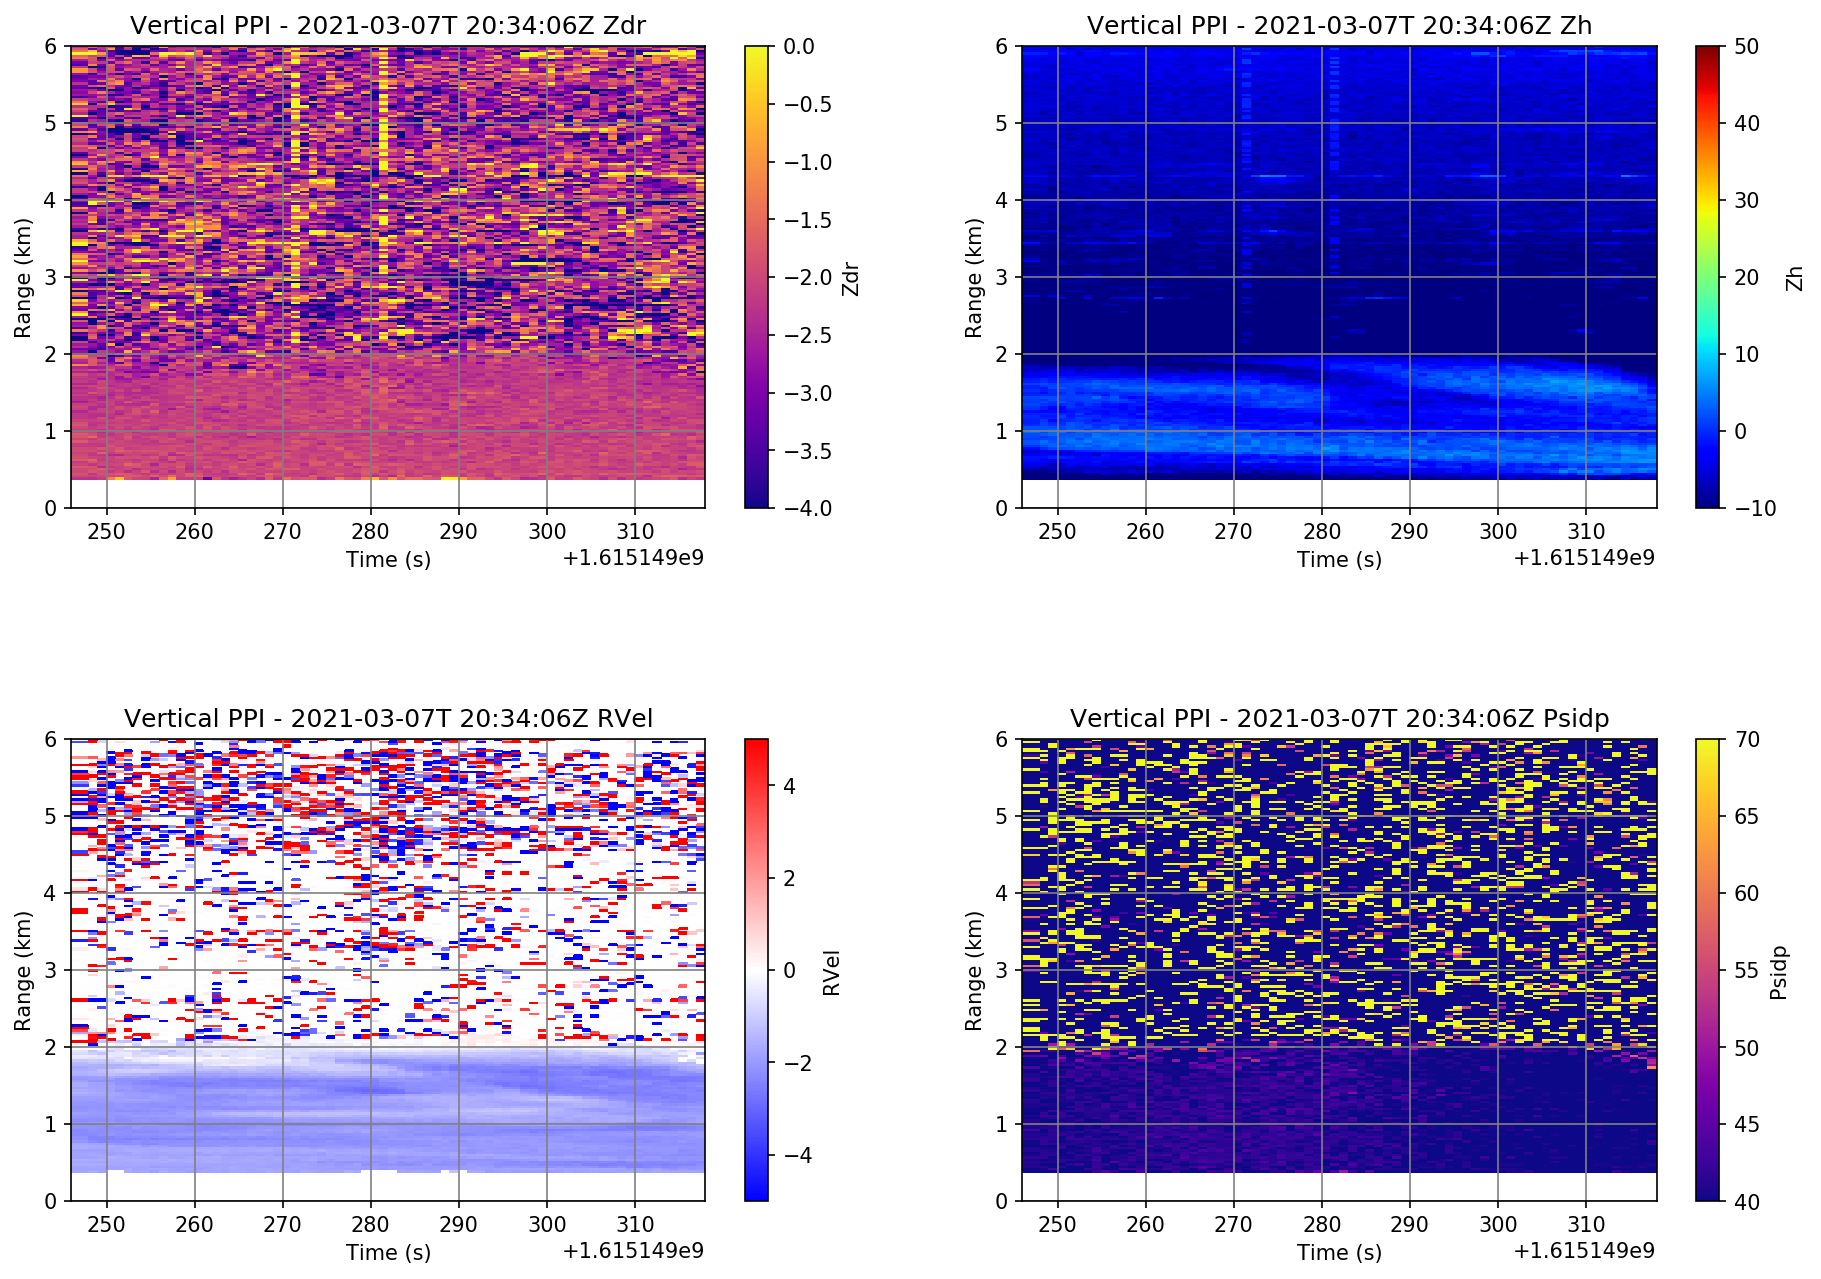 Vertical PPI - 2021-03-07T 20:34:06Z Zdr
6
5
4
3
2
1
0
Range (km)
250 260 270 280 290 300 310
Time (s)
+1.615149e9
0.0
−0.5
−1.0
−1.5
−2.0
−2.5
−3.0
−3.5
−4.0
Zdr
Vertical PPI - 2021-03-07T 20:34:06Z Zh
6
5
4
3
2
1
0
Range (km)
250 260 270 280 290 300 310
Time (s)
+1.615149e9
50
40
30
20
10
0
−10
Zh
Vertical PPI - 2021-03-07T 20:34:06Z RVel
6
5
4
3
2
1
0
Range (km)
250 260 270 280 290 300 310
Time (s)
+1.615149e9
4
2
0
−2
−4
RVel
Vertical PPI - 2021-03-07T 20:34:06Z Psidp
6
5
4
3
2
1
0
Range (km)
250 260 270 280 290 300 310
Time (s)
+1.615149e9
70
65
60
55
50
45
40
Psidp